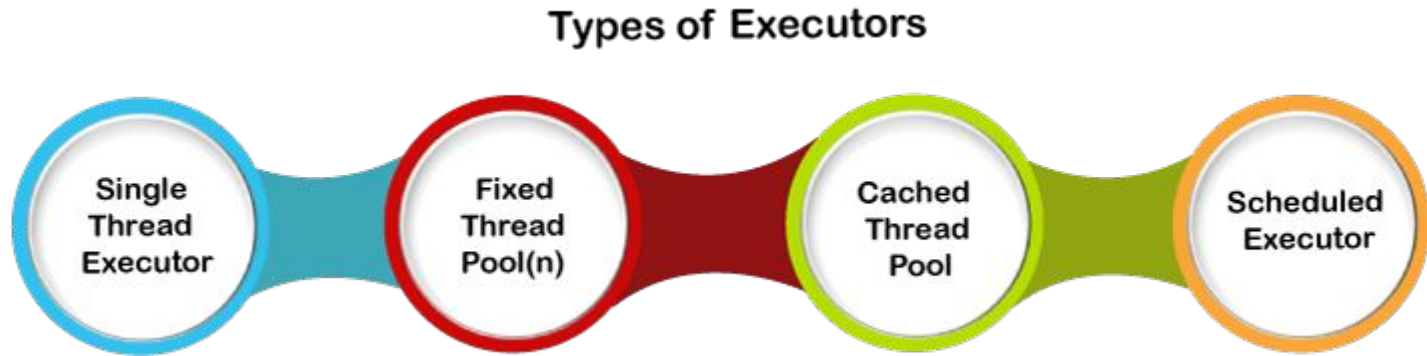 Types of Executors
Single
Thread
Executor
Fixed
Thread
Pool(n)
Cached
Thread
Pool
Scheduled
Executor